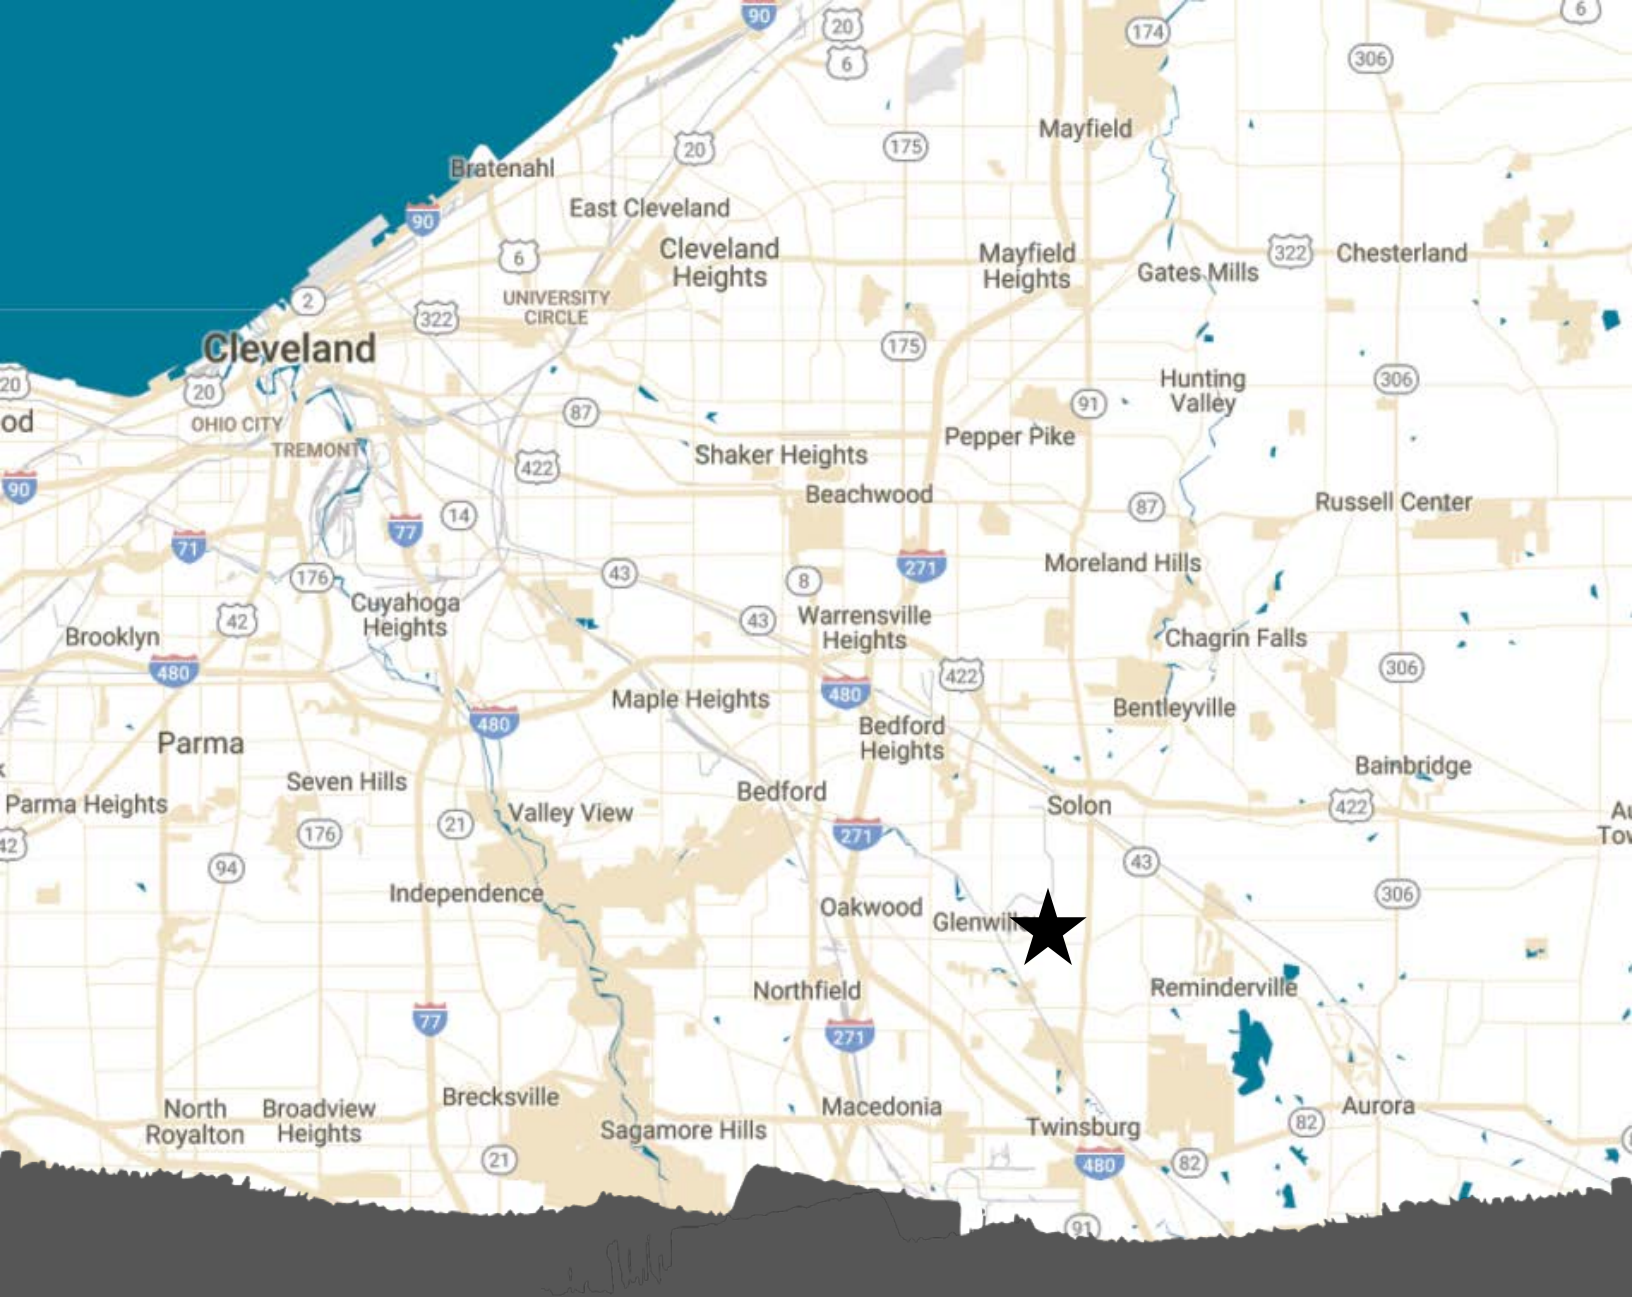 90
20
6
174
306
6
Mayfield
20
175
Bratenahl
East Cleveland
90
Cleveland
Heights
6
Mayfield
Heights
Gates Mills
322
Chesterland
UNIVERSITY
CIRCLE
2
322
Cleveland
175
20
20
Hunting
Valley
306
91
87
OHIO CITY
od
TREMONT
Pepper Pike
Shaker Heights
422
90
Beachwood
Russell Center
87
14
77
71
Moreland Hills
271
176
43
8
Cuyahoga
Heights
42
43
Warrensville
Heights
Brooklyn
Chagrin Falls
480
306
422
480
Maple Heights
Bentleyville
480
Bedford
Heights
Parma
Bainbridge
Seven Hills
Bedford
Parma Heights
Solon
422
Valley View
21
176
271
42
94
43
Independence
306
Oakwood
Glenwill
Northfield
Reminderville
77
271
Brecksville
Macedonia
Aurora
North
Royalton
Broadview
Heights
Sagamore Hills
Twinsburg
82
21
480
82
91